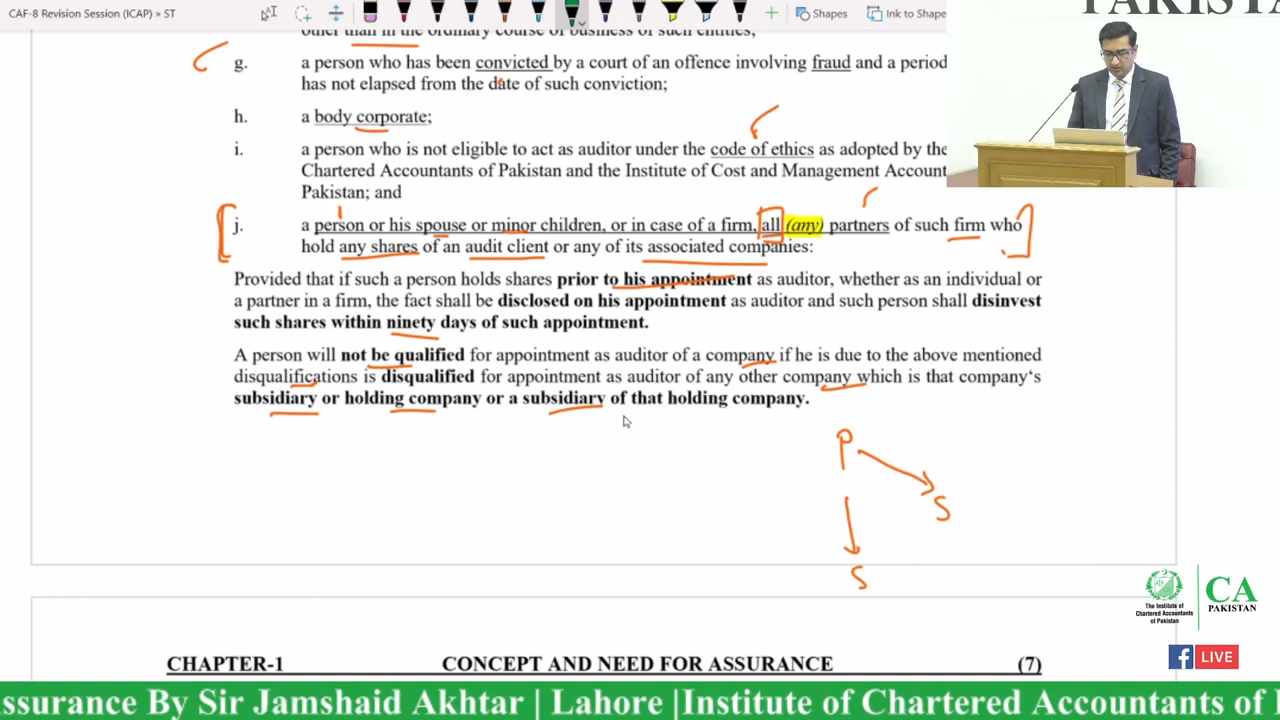 CAF-8 Revision Session (ICAP) » ST
Shapes
Ink to Shape
PAKISTA
other than in the ordinary course of business of such entities;
g. a person who has been convicted by a court of an offence involving fraud and a period
has not elapsed from the date of such conviction;
h. a body corporate;
i. a person who is not eligible to act as auditor under the code of ethics as adopted by the
Chartered Accountants of Pakistan and the Institute of Cost and Management Account
Pakistan; and
j. a person or his spouse or minor children, or in case of a firm, all (any) partners of such firm who
hold any shares of an audit client or any of its associated companies:
Provided that if such a person holds shares prior to his appointment as auditor, whether as an individual or
a partner in a firm, the fact shall be disclosed on his appointment as auditor and such person shall disinvest
such shares within ninety days of such appointment.
A person will not be qualified for appointment as auditor of a company if he is due to the above mentioned
disqualifications is disqualified for appointment as auditor of any other company which is that company's
subsidiary or holding company or a subsidiary of that holding company.
P
S
S
The Institute of
Chartered Accountants
of Pakistan
CA
PAKISTAN
f LIVE
CHAPTER-1 CONCEPT AND NEED FOR ASSURANCE (7)
ssurance By Sir Jamshaid Akhtar | Lahore |Institute of Chartered Accountants of